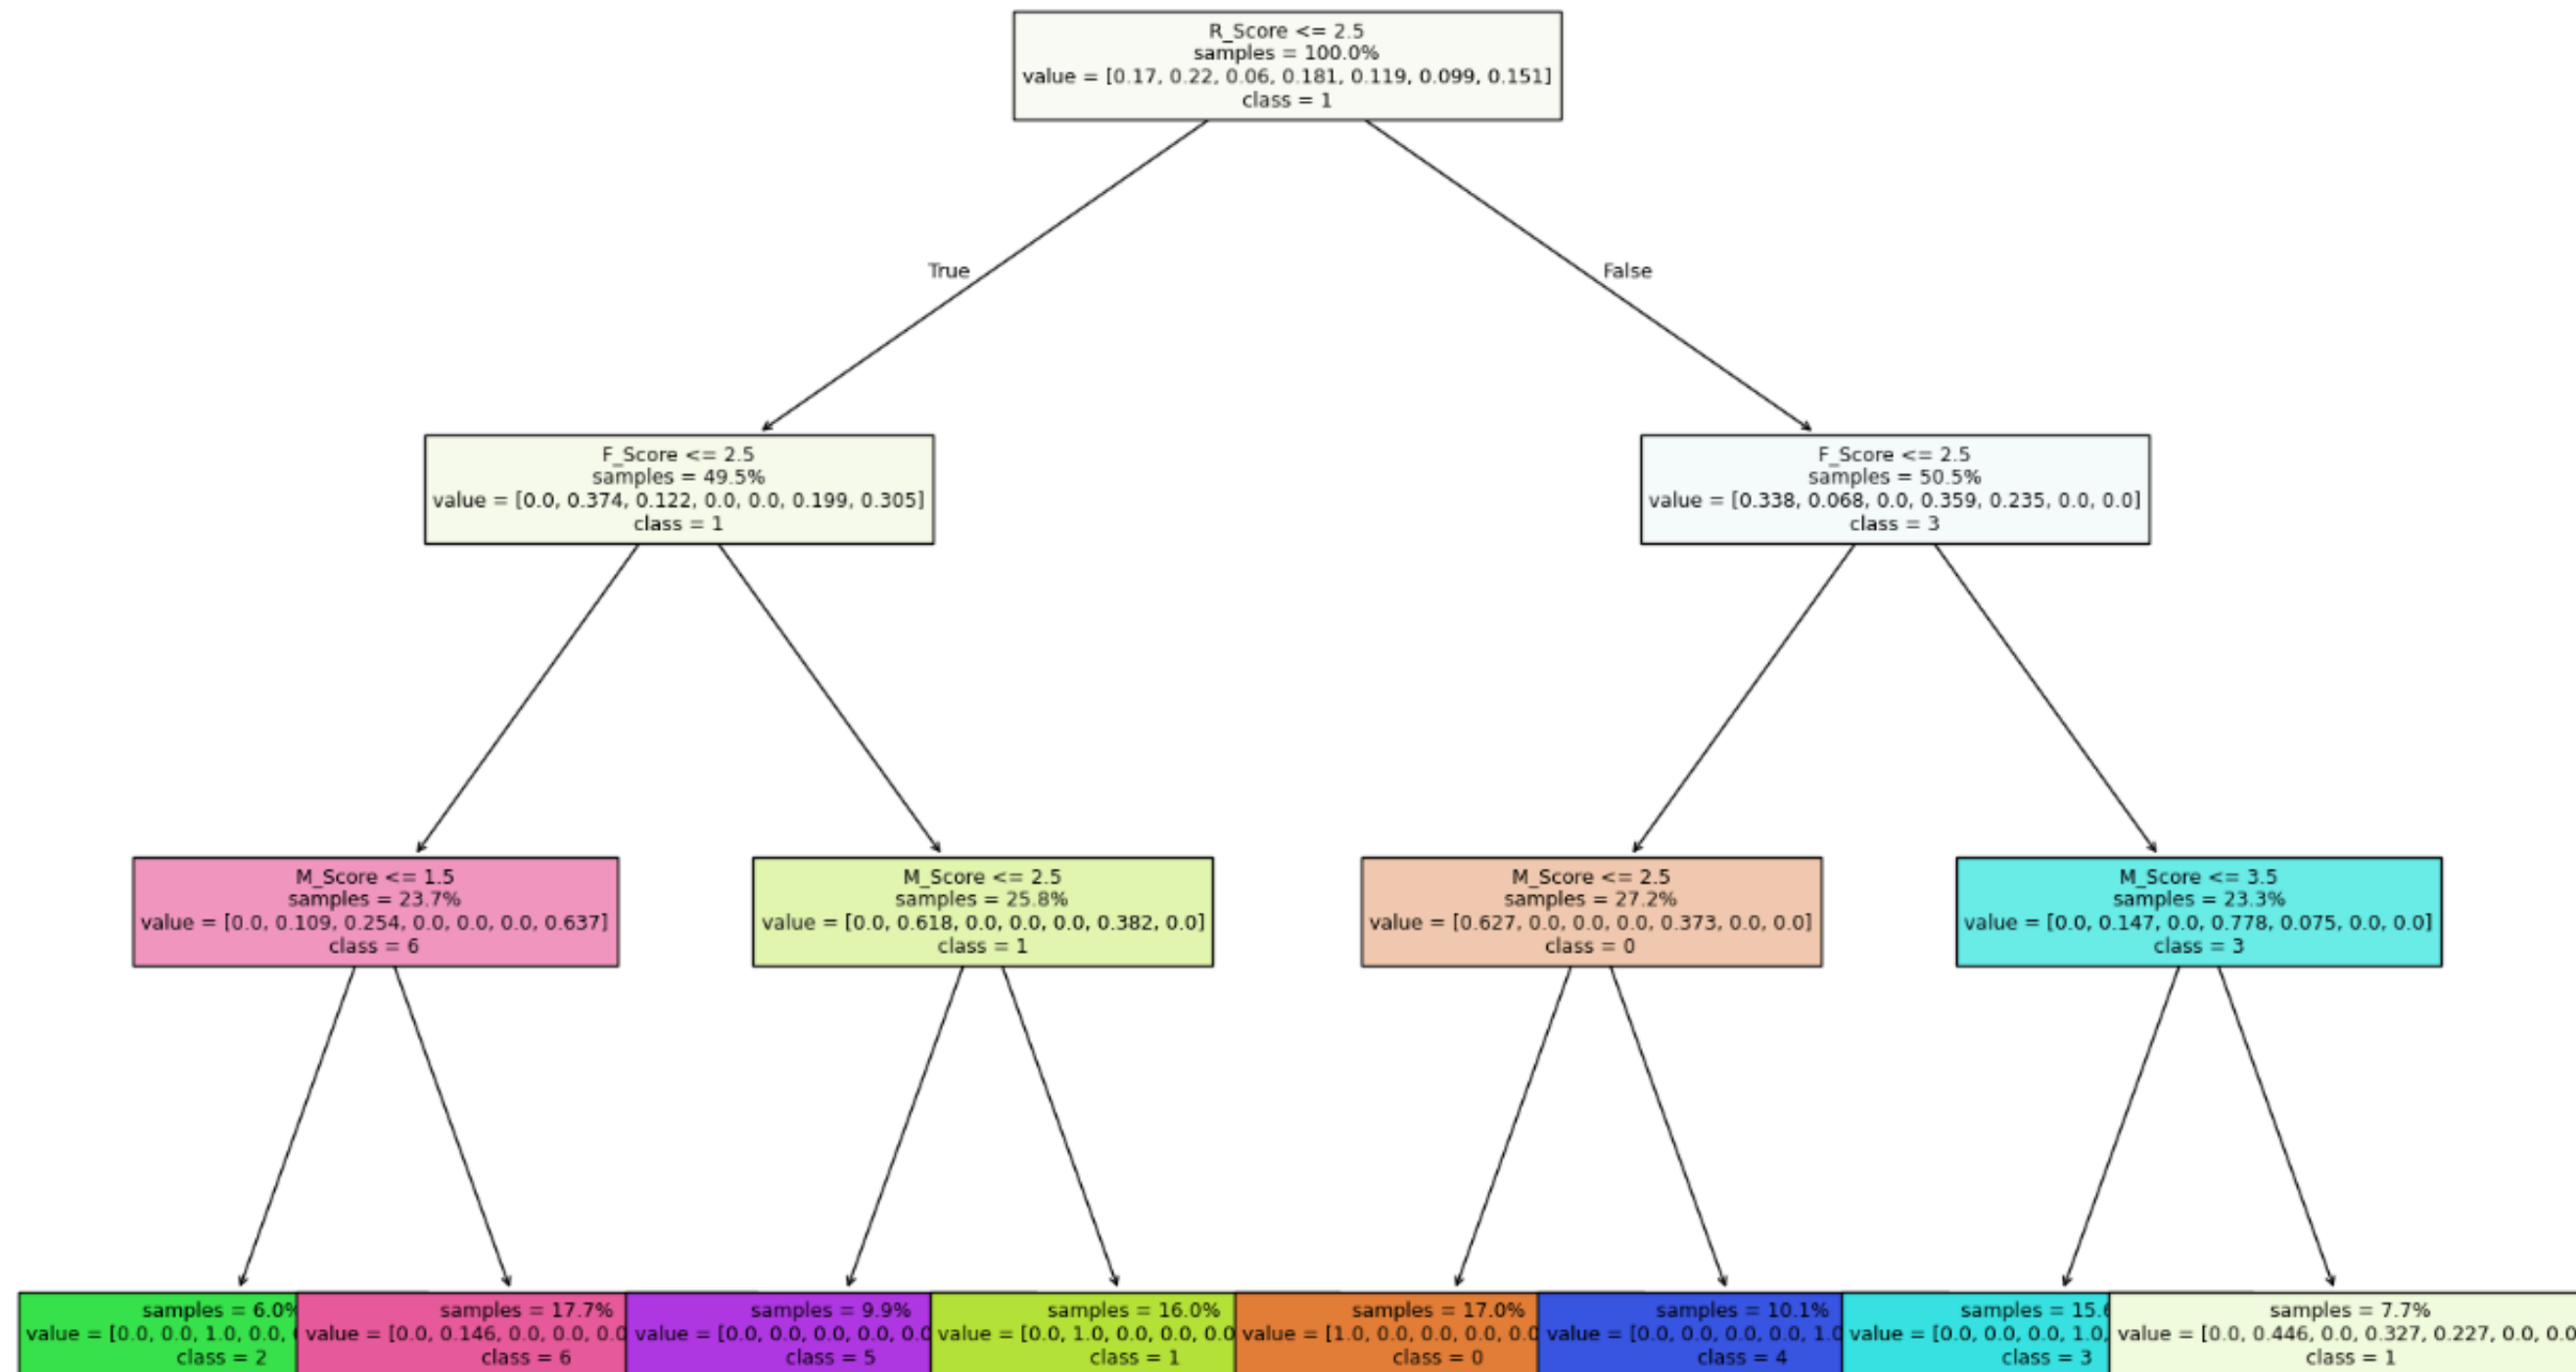 R_Score <= 2.5
samples = 100.0%
value = [0.17, 0.22, 0.06, 0.181, 0.119, 0.099, 0.151]
class = 1
True
False
F_Score <= 2.5
samples = 49.5%
value = [0.0, 0.374, 0.122, 0.0, 0.0, 0.199, 0.305]
class = 1
F_Score <= 2.5
samples = 50.5%
value = [0.338, 0.068, 0.0, 0.359, 0.235, 0.0, 0.0]
class = 3
M_Score <= 1.5
samples = 23.7%
value = [0.0, 0.109, 0.254, 0.0, 0.0, 0.0, 0.637]
class = 6
M_Score <= 2.5
samples = 25.8%
value = [0.0, 0.618, 0.0, 0.0, 0.0, 0.382, 0.0]
class = 1
M_Score <= 2.5
samples = 27.2%
value = [0.627, 0.0, 0.0, 0.0, 0.373, 0.0, 0.0]
class = 0
M_Score <= 3.5
samples = 23.3%
value = [0.0, 0.147, 0.0, 0.778, 0.075, 0.0, 0.0]
class = 3
samples = 6.0%
value = [0.0, 0.0, 1.0, 0.0,
class = 2
samples = 17.7%
value = [0.0, 0.146, 0.0, 0.0, 0.0
class = 6
samples = 9.9%
value = [0.0, 0.0, 0.0, 0.0, 0.0
class = 5
samples = 16.0%
value = [0.0, 1.0, 0.0, 0.0, 0.0
class = 1
samples = 17.0%
value = [1.0, 0.0, 0.0, 0.0, 0.0
class = 0
samples = 10.1%
value = [0.0, 0.0, 0.0, 0.0, 1.0
class = 4
samples = 15.6
value = [0.0, 0.0, 0.0, 1.0,
class = 3
samples = 7.7%
value = [0.0, 0.446, 0.0, 0.327, 0.227, 0.0, 0.0
class = 1